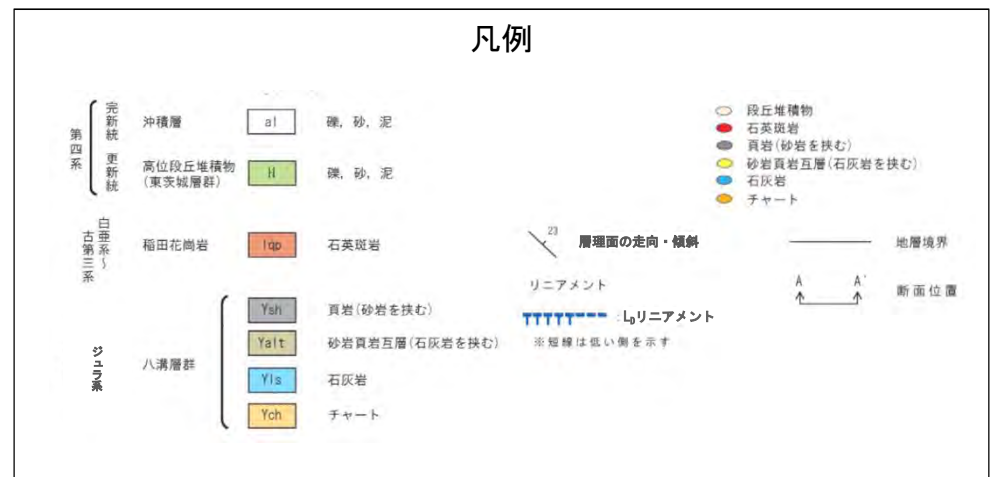 凡例
第四系
完新統
沖積層 al 礫, 砂, 泥
更新統
高位段丘堆積物
(東茨城層群) H 礫, 砂, 泥
白亜系~
古第三系
稲田花崗岩 Iqp 石英斑岩
ジュラ系
八溝層群
Ysh 頁岩(砂岩を挟む)
Yalt 砂岩頁岩互層(石灰岩を挟む)
Yls 石灰岩
Ych チャート
23 層理面の走向・傾斜
リニアメント
:LDリニアメント
※短線は低い側を示す
段丘堆積物
石英斑岩
頁岩(砂岩を挟む)
砂岩頁岩互層(石灰岩を挟む)
石灰岩
チャート
地層境界
A A' 断面位置